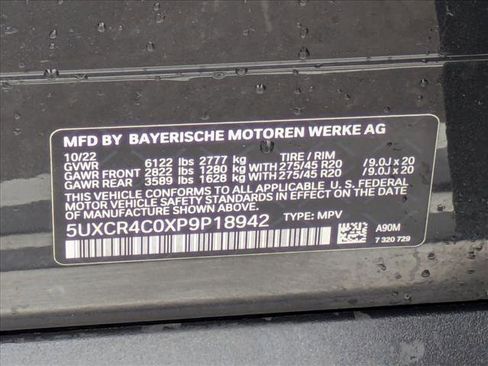 MFD BY BAYERISCHE MOTOREN WERKE AG
10/22 TIRE / RIM
GVWR 6122 lbs 2777 kg
GAWR FRONT 2822 lbs 1280 kg WITH 275/45 R20 / 9.0J x 20
GAWR REAR 3589 lbs 1628 kg WITH 275/45 R20 / 9.0J x 20
THIS VEHICLE CONFORMS TO ALL APPLICABLE U.S. FEDERAL
MOTOR VEHICLE SAFETY STANDARDS IN EFFECT ON THE DATE
OF MANUFACTURE SHOWN ABOVE
5UXCR4C0XP9P18942 TYPE: MPV
A90M
7 320 729